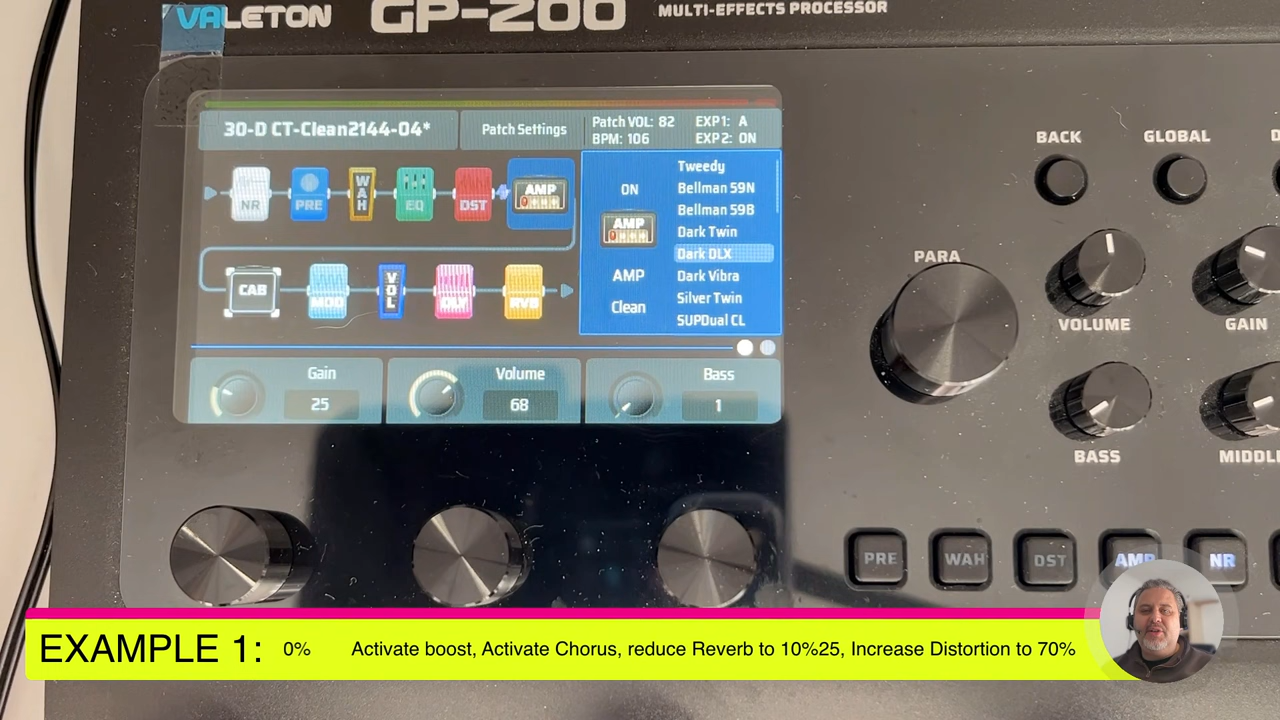 VALETON GP-200 MULTI-EFFECTS PROCESSOR
30-D CT-Clean2144-04*
Patch Settings
Patch VOL: 82 EXP1: A
BPM: 106 EXP2: ON
NR PRE WAH EQ DST AMP
CAB MOD VOL DLY RVB
ON
AMP
AMP
Clean
Tweedy
Bellman 59N
Bellman 59B
Dark Twin
Dark DLX
Dark Vibra
Silver Twin
SUPDual CL
Gain
25
Volume
68
Bass
1
BACK GLOBAL
PARA
VOLUME GAIN
BASS MIDDL
PRE WAH DST AMP NR
EXAMPLE 1: 0% Activate boost, Activate Chorus, reduce Reverb to 10%25, Increase Distortion to 70%